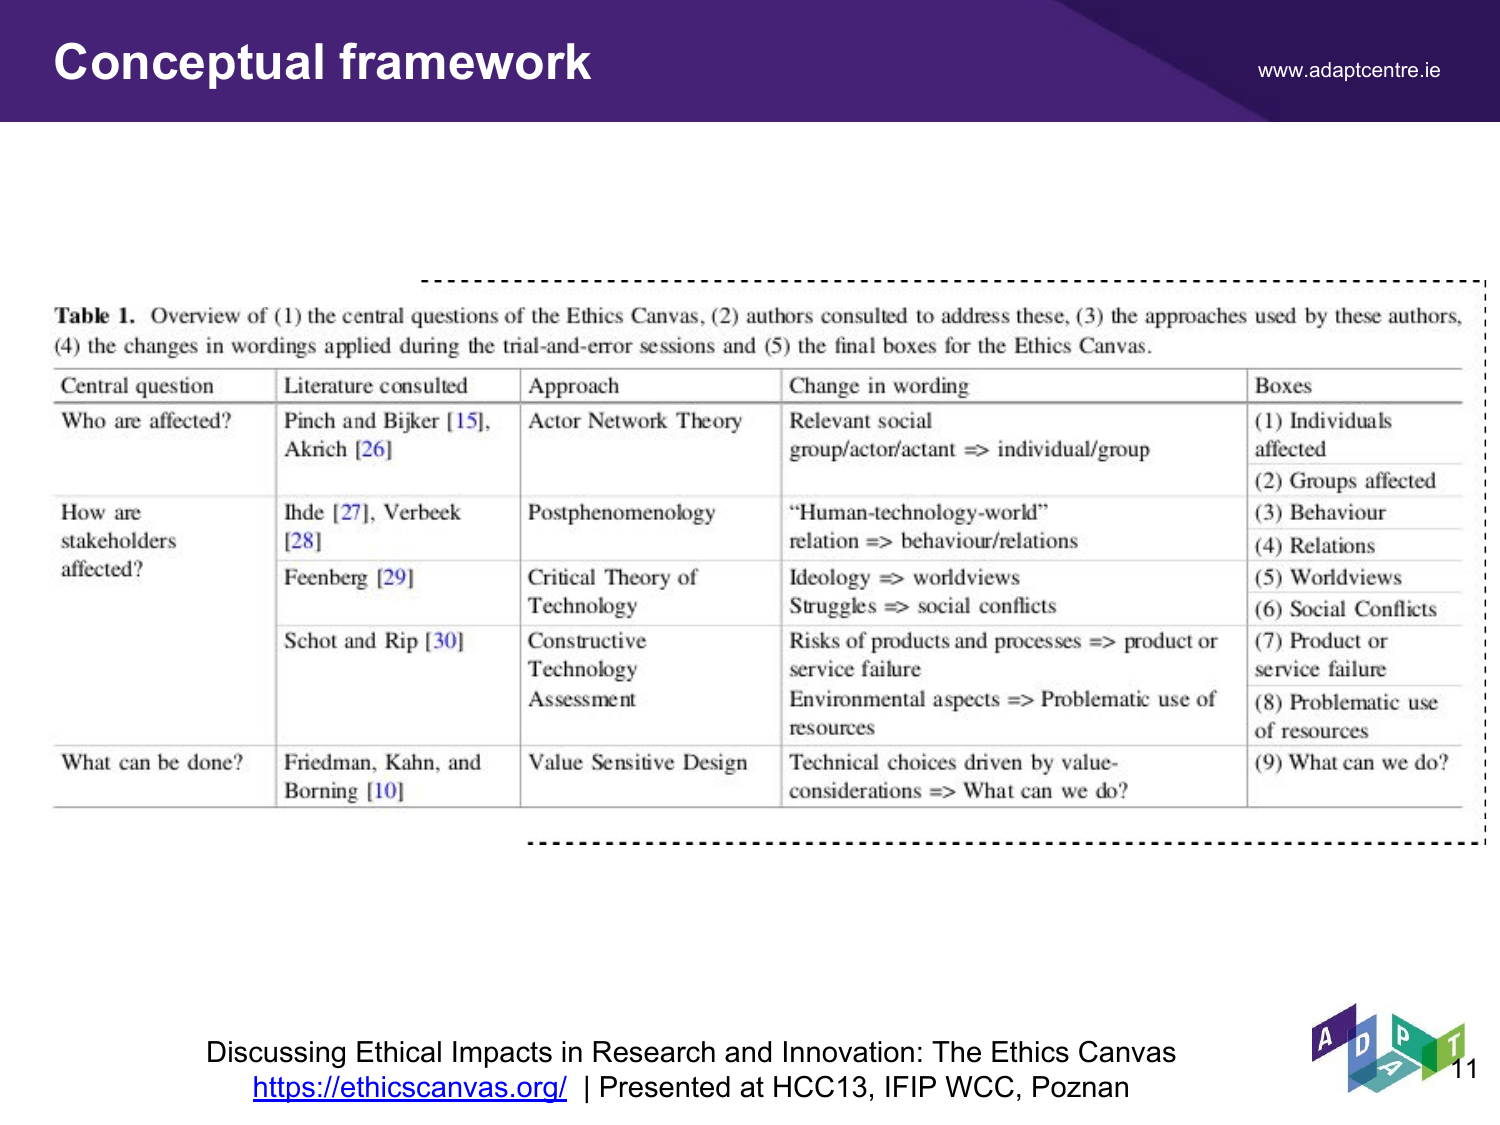 Conceptual framework
www.adaptcentre.ie
Table 1. Overview of (1) the central questions of the Ethics Canvas, (2) authors consulted to address these, (3) the approaches used by these authors,
(4) the changes in wordings applied during the trial-and-error sessions and (5) the final boxes for the Ethics Canvas.
Central question
Literature consulted
Approach
Change in wording
Boxes
Who are affected?
Pinch and Bijker [15],
Akrich [26]
Actor Network Theory
Relevant social
group/actor/actant => individual/group
(1) Individuals
affected
(2) Groups affected
How are
stakeholders
affected?
Ihde [27], Verbeek
[28]
Postphenomenology
“Human-technology-world”
relation => behaviour/relations
(3) Behaviour
(4) Relations
Feenberg [29]
Critical Theory of
Technology
Ideology => worldviews
Struggles => social conflicts
(5) Worldviews
(6) Social Conflicts
Schot and Rip [30]
Constructive
Technology
Assessment
Risks of products and processes => product or
service failure
Environmental aspects => Problematic use of
resources
(7) Product or
service failure
(8) Problematic use
of resources
What can be done?
Friedman, Kahn, and
Borning [10]
Value Sensitive Design
Technical choices driven by value-
considerations => What can we do?
(9) What can we do?
Discussing Ethical Impacts in Research and Innovation: The Ethics Canvas
https://ethicscanvas.org/ | Presented at HCC13, IFIP WCC, Poznan
ADAPT
11